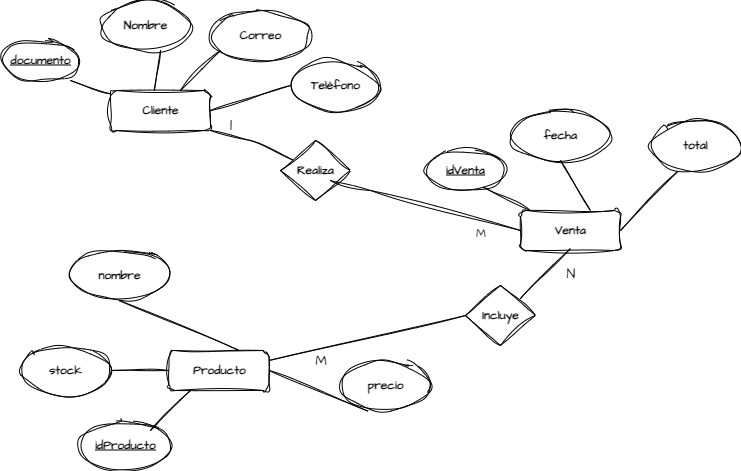 Nombre
Correo
documento
Teléfono
Cliente
1
fecha
total
Realiza
idVenta
Venta
M
N
nombre
Incluye
M
stock
Producto
precio
idProducto